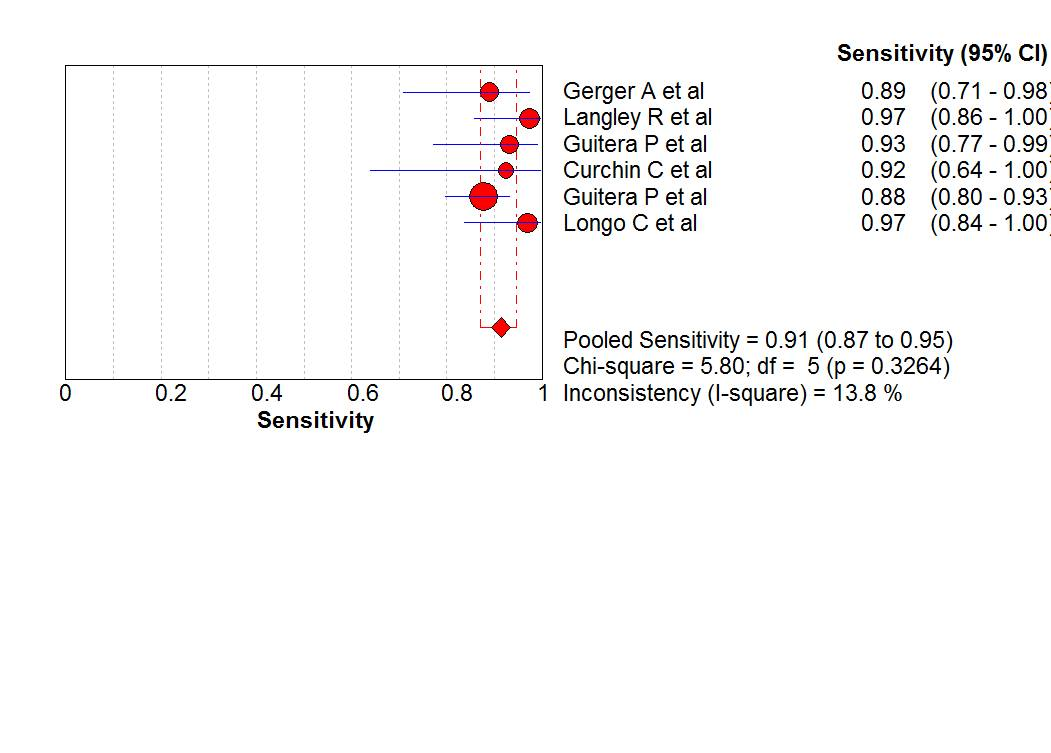 Sensitivity (95% CI)
Gerger A et al 0.89 (0.71 - 0.98)
Langley R et al 0.97 (0.86 - 1.00)
Guitera P et al 0.93 (0.77 - 0.99)
Curchin C et al 0.92 (0.64 - 1.00)
Guitera P et al 0.88 (0.80 - 0.93)
Longo C et al 0.97 (0.84 - 1.00)
Pooled Sensitivity = 0.91 (0.87 to 0.95)
Chi-square = 5.80; df = 5 (p = 0.3264)
Inconsistency (I-square) = 13.8 %
0 0.2 0.4 0.6 0.8 1
Sensitivity